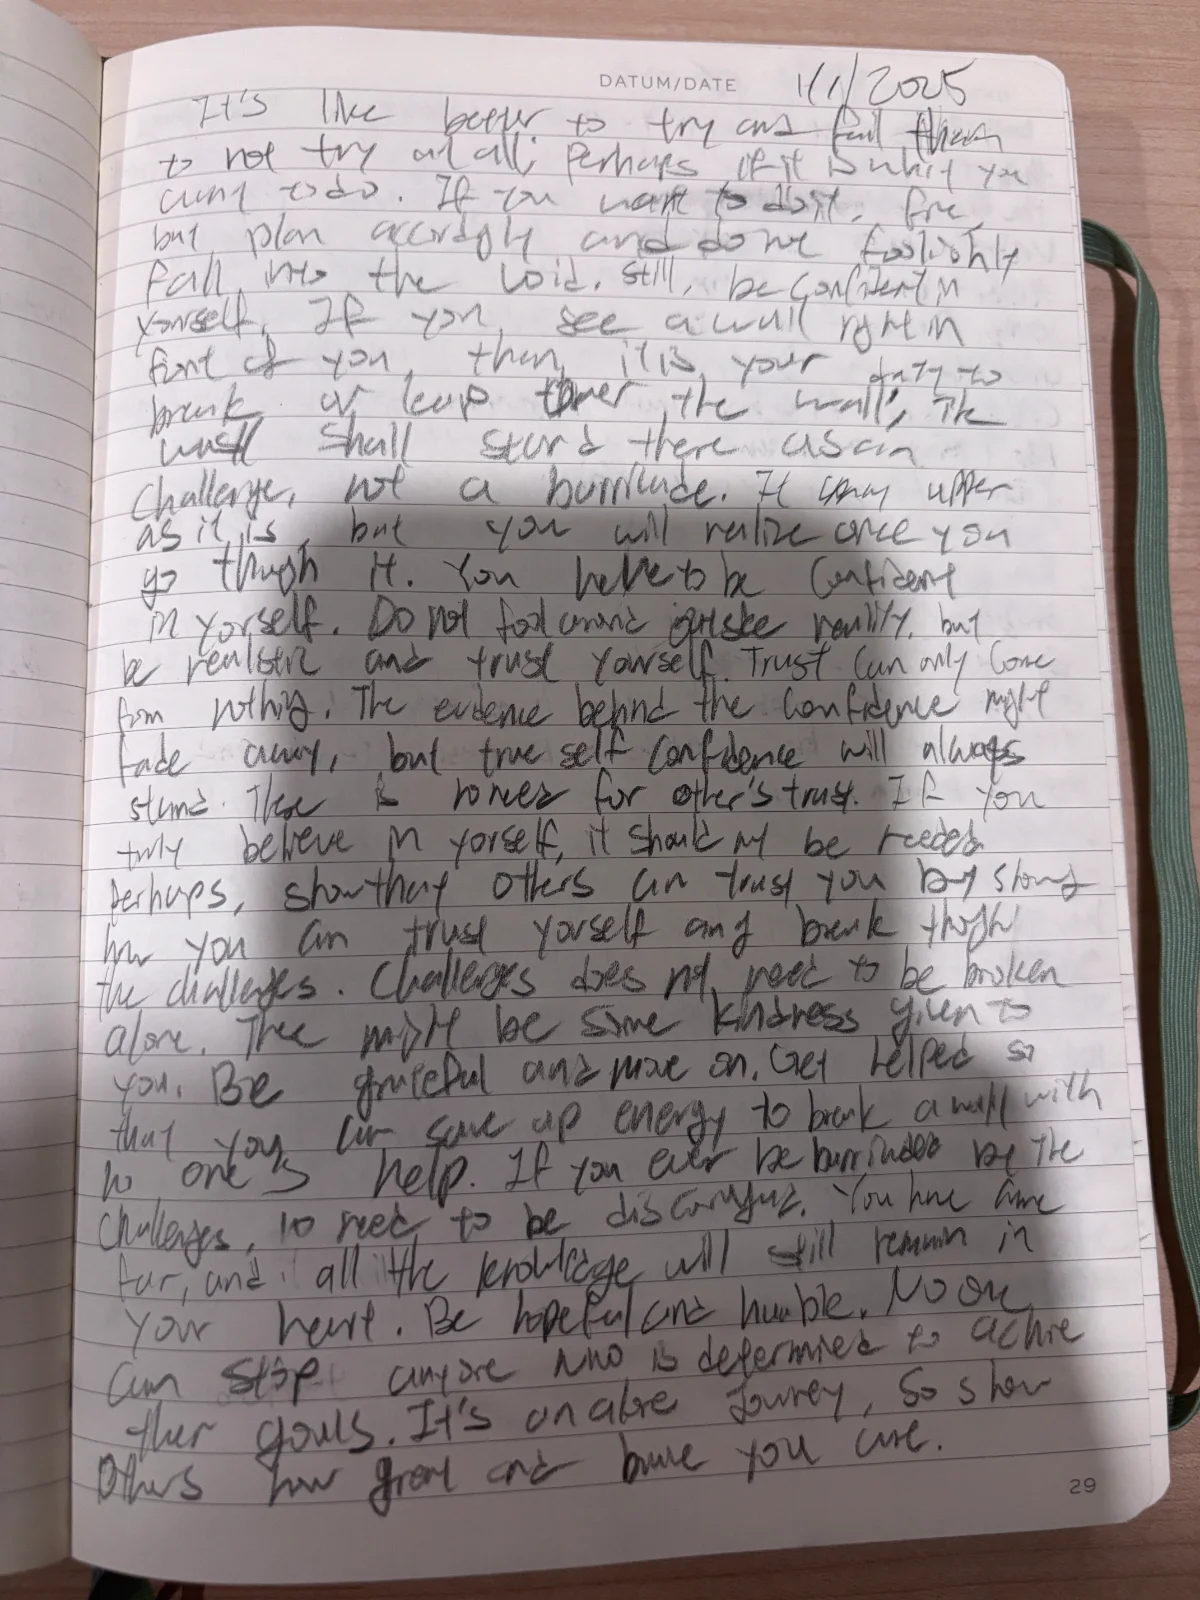 DATUM/DATE 1/1/2025
It's like better to try and fail than
to not try at all; perhaps, if it is what you
want to do. If you want to do it, fine,
but plan accordgly and do not foolishly
fall into the void. Still, be confident in
yourself. If you see a wall right in
front of you, then, it is your duty to
break or leap over the wall; The
wall shall stand there as an
challenge, not a barricade. It may appear
as it is, but you will realize once you
go through it. You have to be confident
in yorself. Do not fool around outside reality, but
be realistic and trust yourself. Trust can only come
from nothing. The evidence behind the confidence might
fade away, but true self confidence will always
stand. There is no need for other's trust. If you
truly believe in yorself, it should not be needed.
Perhaps, show that others can trust you by showing
how you can trust yorself and break through
the challenges. Challenges does not need to be broken
alone. There might be some kindness given to
you. Be grateful and move on. Get helped so
that you can save up energy to break a wall with
no one's help. If you ever be barricaded by the
challenges, no need to be discouraged. You have came
far, and all the knowledge will still remain in
your heart. Be hopeful and humble. No one
can stop anyone who is determined to achive
their goals. It's an alone Journey, So show
Others how great and brave you are.
29